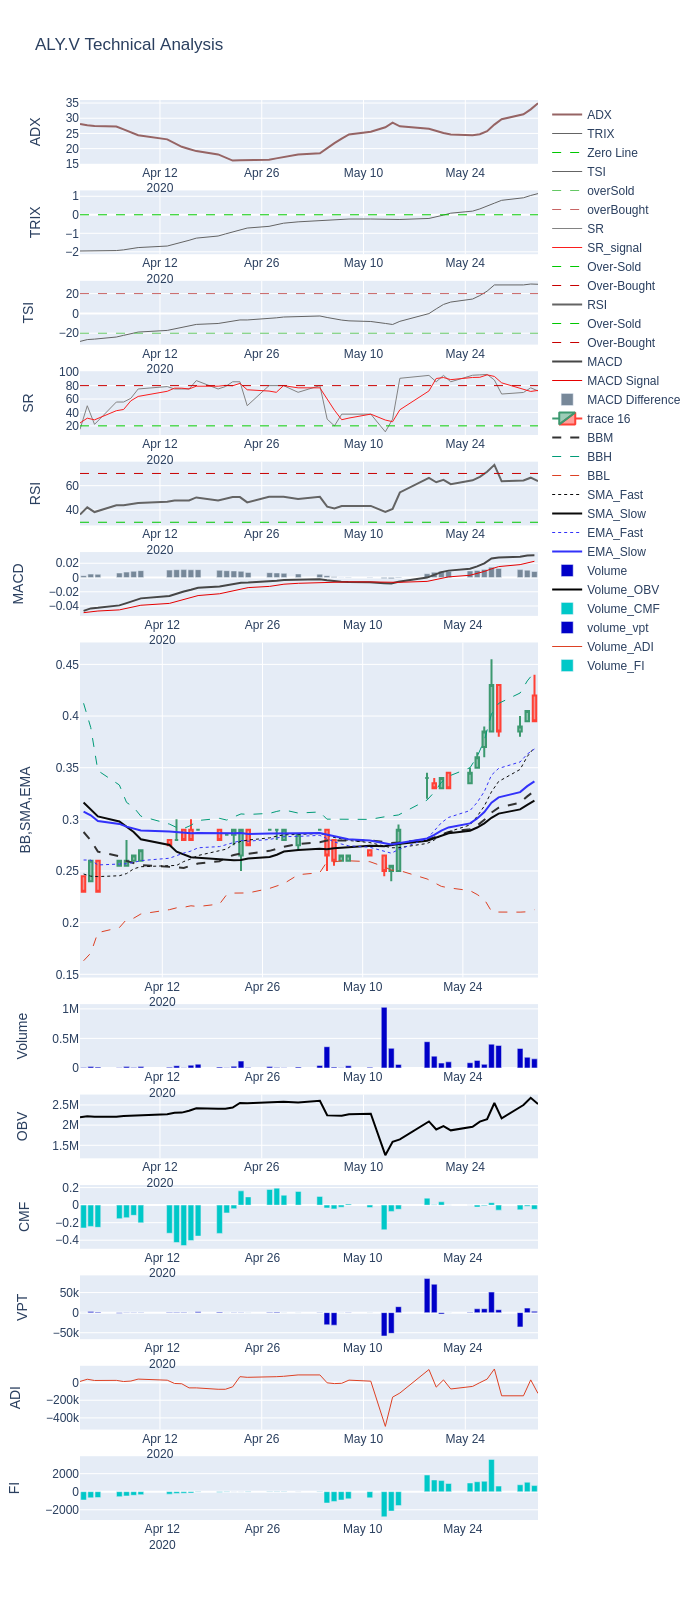 ALY.V Technical Analysis
ADX
35
30
25
20
15
Apr 12
2020
Apr 26
May 10
May 24
TRIX
1
0
−1
−2
Apr 12
2020
Apr 26
May 10
May 24
TSI
20
0
−20
Apr 12
2020
Apr 26
May 10
May 24
SR
100
80
60
40
20
Apr 12
2020
Apr 26
May 10
May 24
RSI
60
40
Apr 12
2020
Apr 26
May 10
May 24
MACD
0.02
0
−0.02
−0.04
Apr 12
2020
Apr 26
May 10
May 24
BB,SMA,EMA
0.45
0.4
0.35
0.3
0.25
0.2
0.15
Apr 12
2020
Apr 26
May 10
May 24
Volume
1M
0.5M
0
Apr 12
2020
Apr 26
May 10
May 24
OBV
2.5M
2M
1.5M
Apr 12
2020
Apr 26
May 10
May 24
CMF
0.2
0
−0.2
−0.4
Apr 12
2020
Apr 26
May 10
May 24
VPT
50k
0
−50k
Apr 12
2020
Apr 26
May 10
May 24
ADI
0
−200k
−400k
Apr 12
2020
Apr 26
May 10
May 24
FI
2000
0
−2000
Apr 12
2020
Apr 26
May 10
May 24
ADX
TRIX
Zero Line
TSI
overSold
overBought
SR
SR_signal
Over-Sold
Over-Bought
RSI
Over-Sold
Over-Bought
MACD
MACD Signal
MACD Difference
trace 16
BBM
BBH
BBL
SMA_Fast
SMA_Slow
EMA_Fast
EMA_Slow
Volume
Volume_OBV
Volume_CMF
volume_vpt
Volume_ADI
Volume_FI